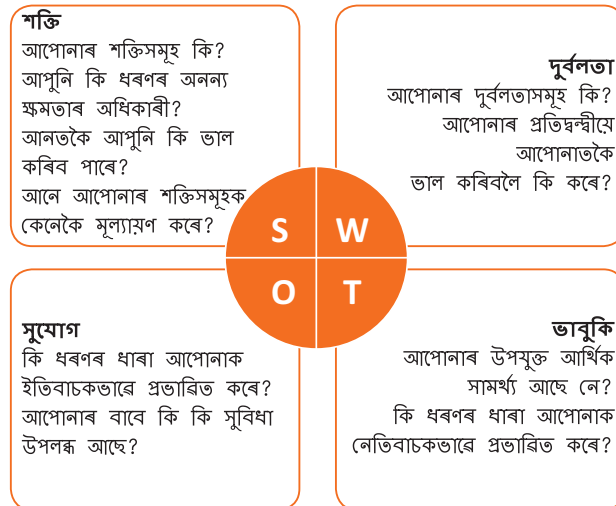 শক্তি
আপোনাৰ শক্তিসমূহ কি?
আপুনি কি ধৰণৰ অনন্য
ক্ষমতাৰ অধিকাৰী?
আনতকৈ আপুনি কি ভাল
কৰিব পাৰে?
আনে আপোনাৰ শক্তিসমূহক
কেনেকৈ মূল্যায়ণ কৰে?
দুৰ্বলতা
আপোনাৰ দুৰ্বলতাসমূহ কি?
আপোনাৰ প্ৰতিদ্বন্দ্বীয়ে
আপোনাতকৈ
ভাল কৰিবলৈ কি কৰে?
S
W
O
T
সুযোগ
কি ধৰণৰ ধাৰা আপোনাক
ইতিবাচকভাৱে প্ৰভাৱিত কৰে?
আপোনাৰ বাবে কি কি সুবিধা
উপলব্ধ আছে?
ভাবুকি
আপোনাৰ উপযুক্ত আৰ্থিক
সামৰ্থ্য আছে নে?
কি ধৰণৰ ধাৰা আপোনাক
নেতিবাচকভাৱে প্ৰভাৱিত কৰে?